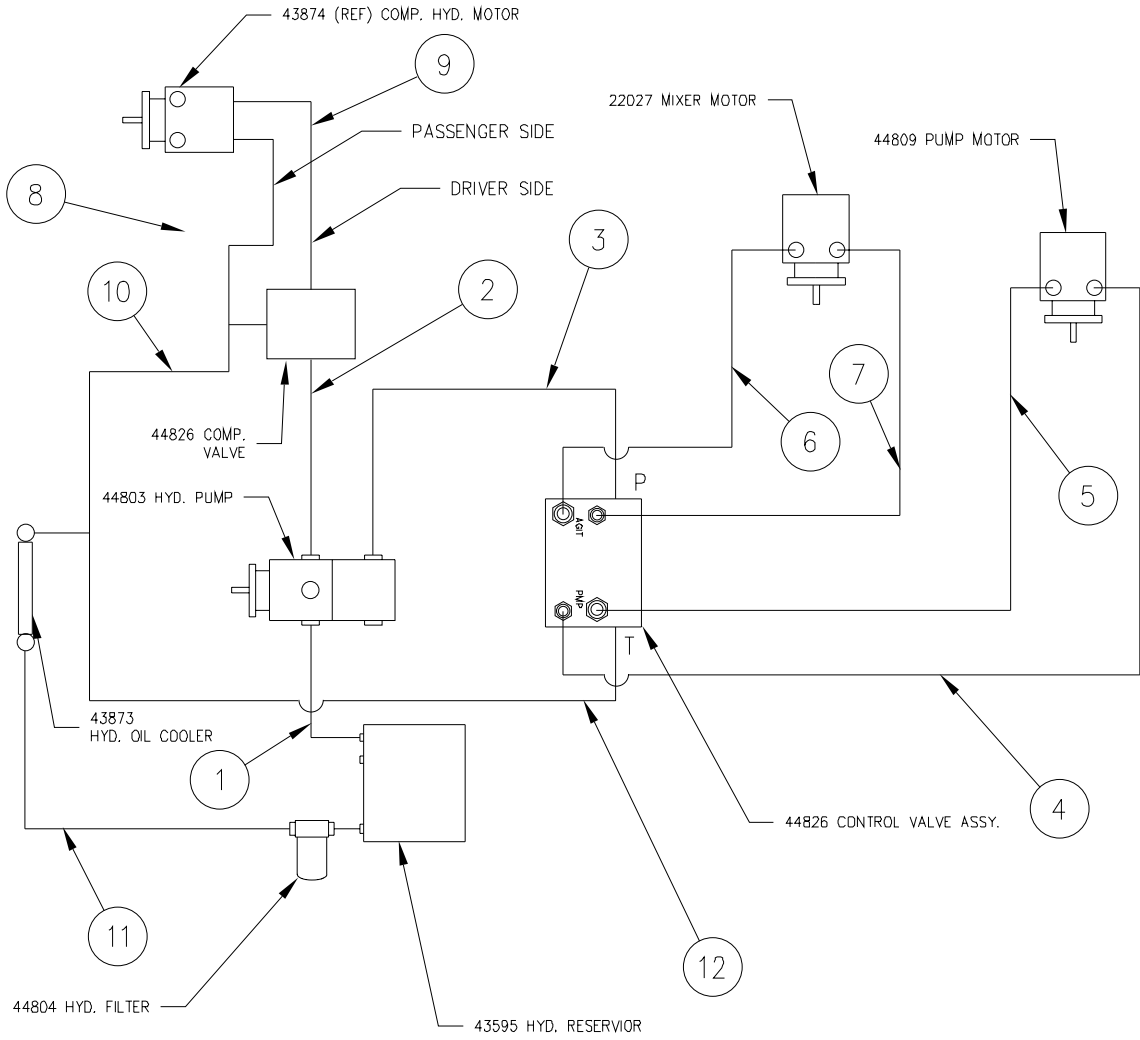 43874 (REF) COMP. HYD. MOTOR
9
22027 MIXER MOTOR
PASSENGER SIDE
44809 PUMP MOTOR
8
DRIVER SIDE
3
10
2
7
44826 COMP.
VALVE
6
P
5
44803 HYD. PUMP
AGIT
PMP
T
43873
HYD. OIL COOLER
1
4
44826 CONTROL VALVE ASSY.
11
12
44804 HYD. FILTER
43595 HYD. RESERVIOR